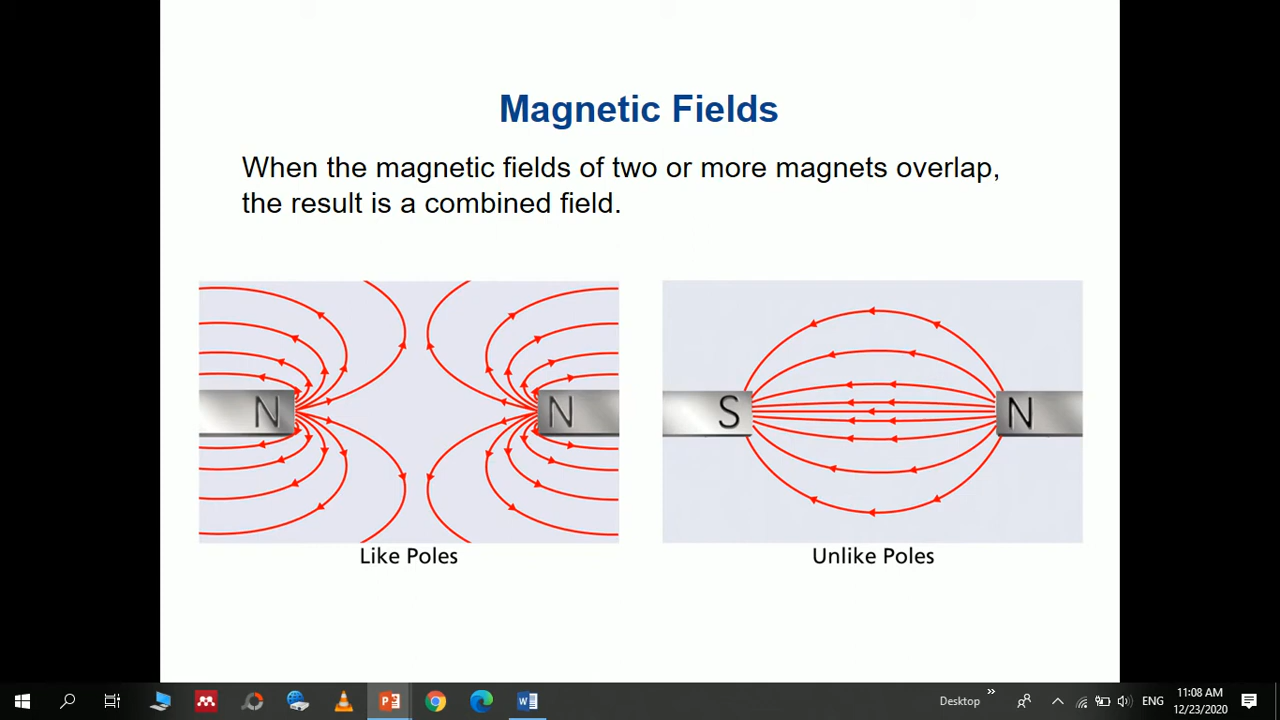 Magnetic Fields
When the magnetic fields of two or more magnets overlap,
the result is a combined field.
N
N
S
N
Like Poles
Unlike Poles
Desktop
»
ENG
11:08 AM
12/23/2020